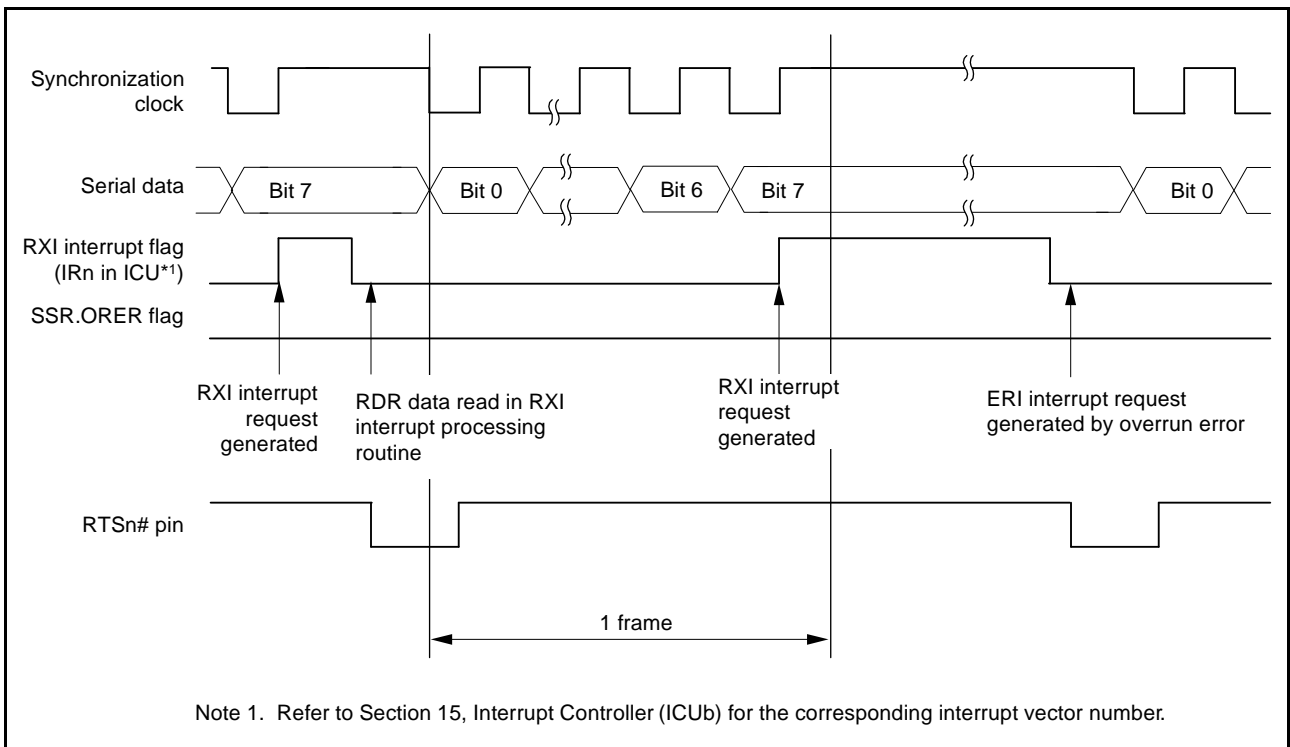 Synchronization
clock
Serial data
Bit 7
Bit 0
Bit 6
Bit 7
Bit 0
RXI interrupt flag
(IRn in ICU*1)
SSR.ORER flag
RXI interrupt
request
generated
RDR data read in RXI
interrupt processing
routine
RXI interrupt
request
generated
ERI interrupt request
generated by overrun error
RTSn# pin
1 frame
Note 1. Refer to Section 15, Interrupt Controller (ICUb) for the corresponding interrupt vector number.